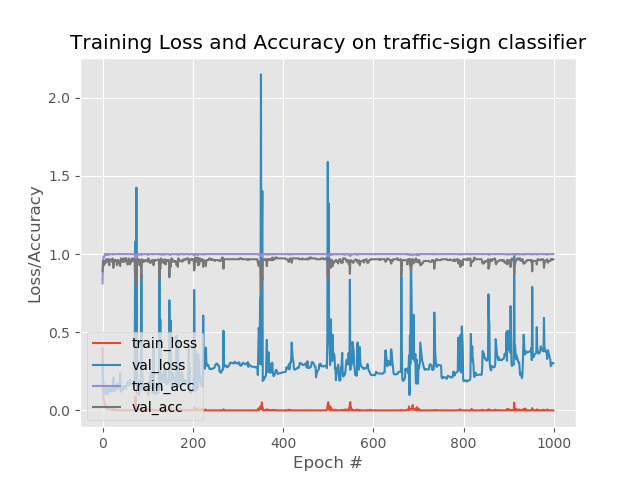 Training Loss and Accuracy on traffic-sign classifier
2.0
1.5
1.0
0.5
0.0
Loss/Accuracy
train_loss
val_loss
train_acc
val_acc
0 200 400 600 800 1000
Epoch #